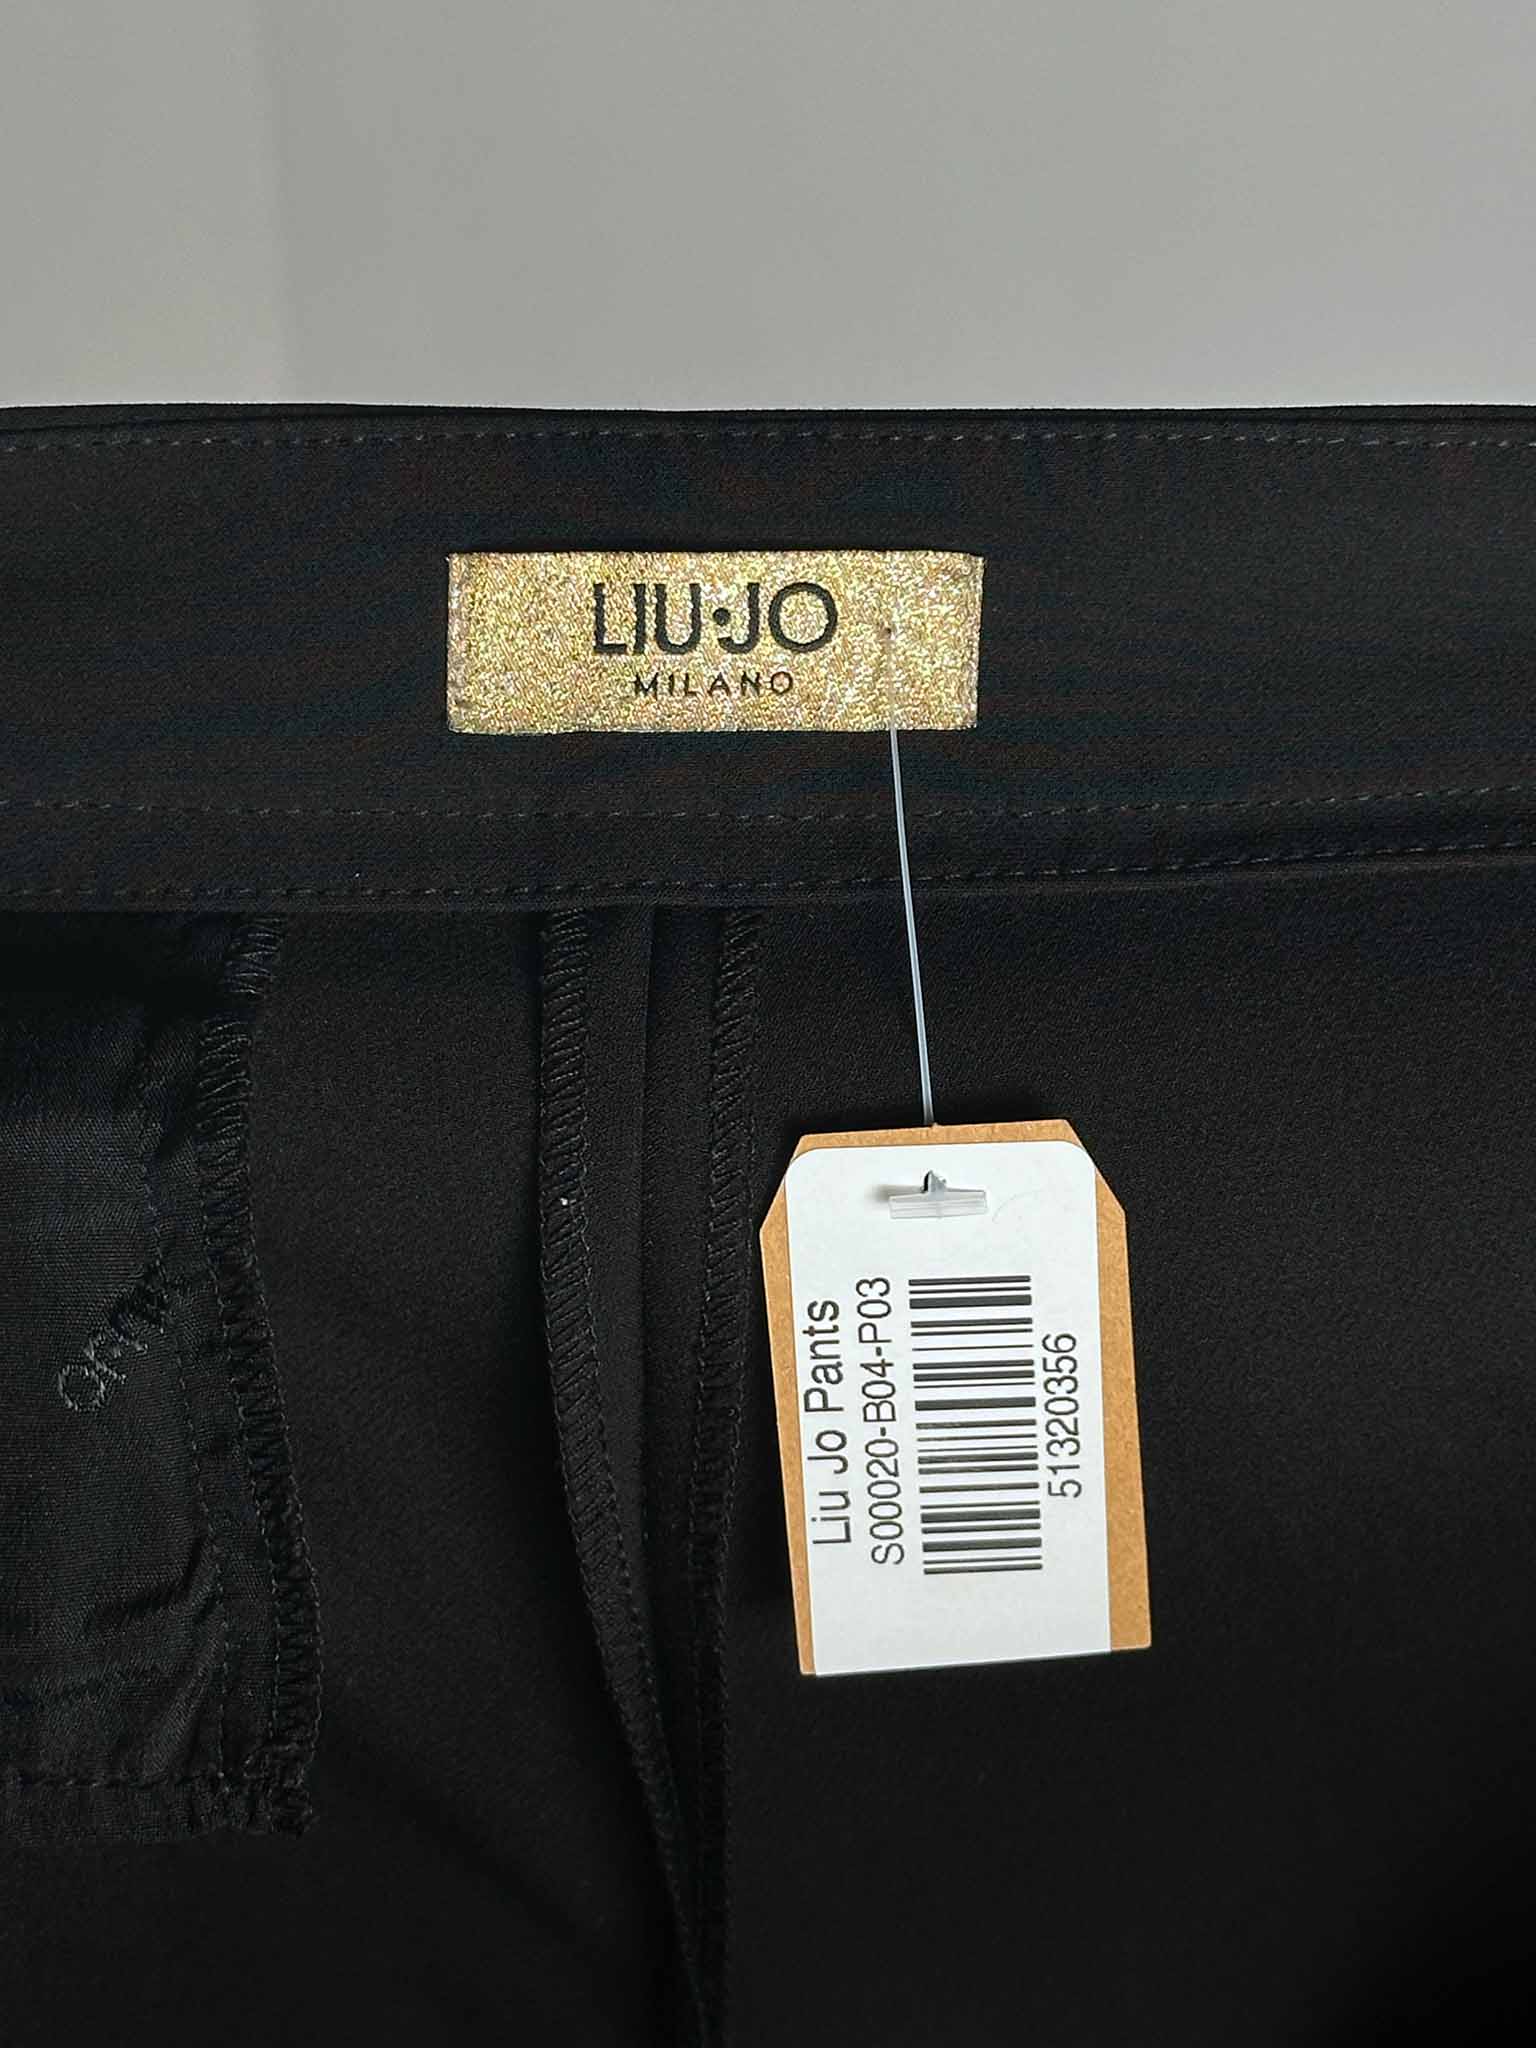 LIU•JO
MILANO
Liu Jo Pants
S00020-B04-P03
51320356